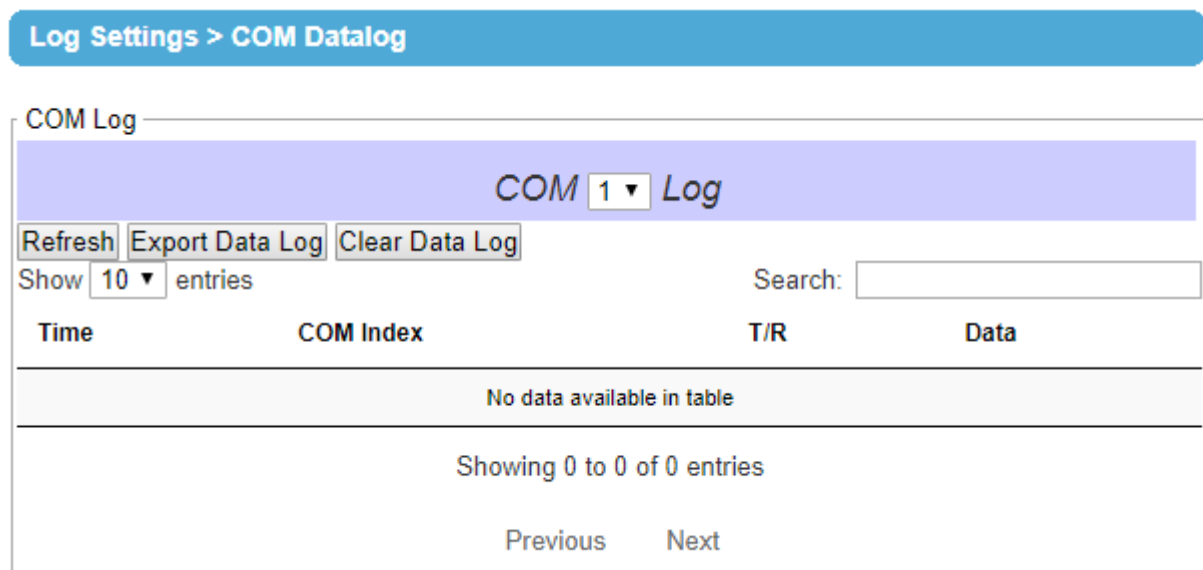 Log Settings > COM Datalog
COM Log
COM 1 Log
Refresh Export Data Log Clear Data Log
Show 10 entries Search:
Time COM Index T/R Data
No data available in table
Showing 0 to 0 of 0 entries
Previous Next